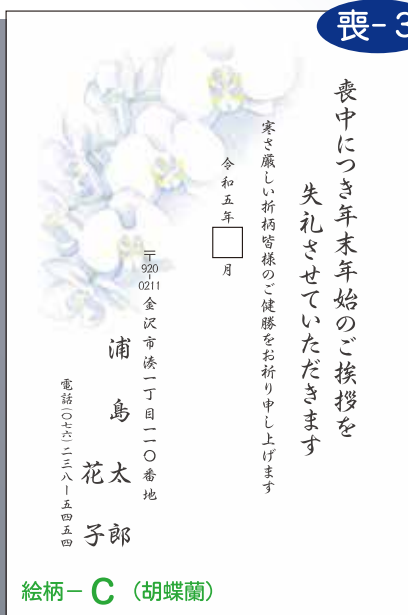 喪-3
喪中につき年末年始のご挨拶を
失礼させていただきます
寒さ厳しい折柄皆様のご健勝をお祈り申し上げます
令和五年□月
〒920-0211 金沢市湊一丁目一一〇番地
浦島太郎
花子
電話(〇七六)二三八ー五四五四
絵柄-C(胡蝶蘭)